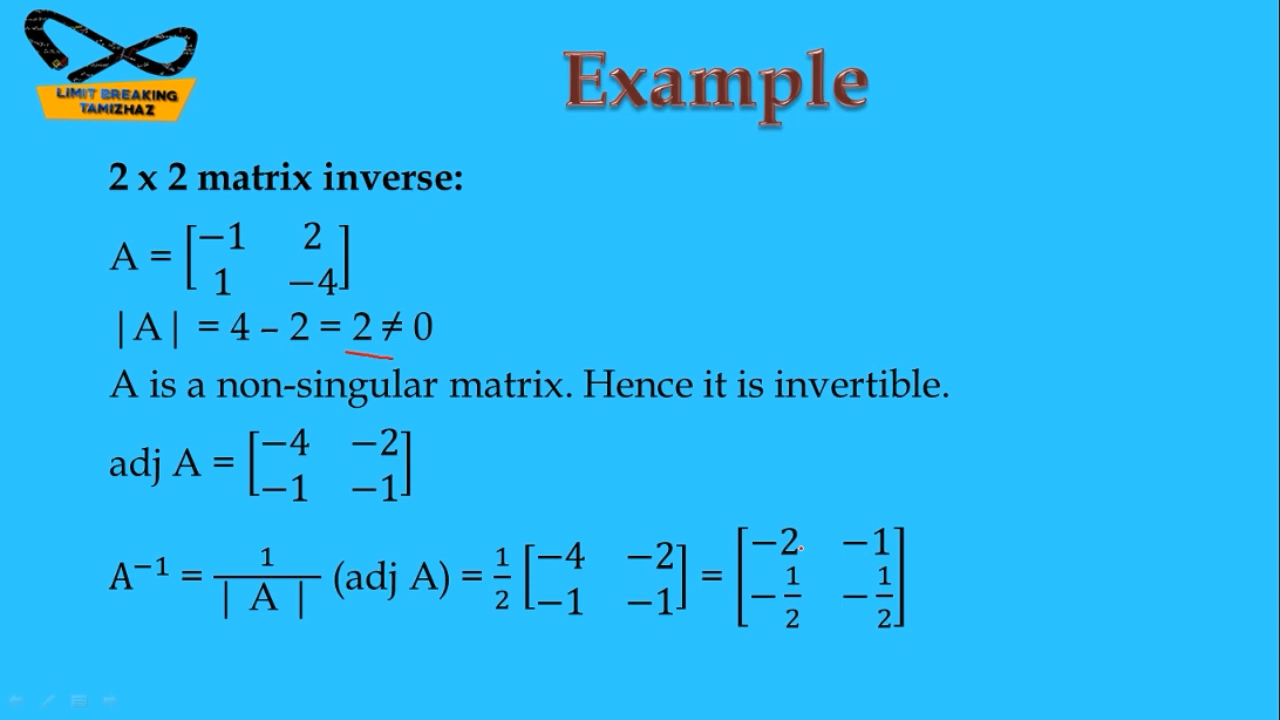 LIMIT BREAKING
TAMIZHAZ
Example
2 x 2 matrix inverse:
A = [−1 2
1 −4]
|A| = 4 – 2 = 2 ≠ 0
A is a non-singular matrix. Hence it is invertible.
adj A = [−4 −2
−1 −1]
A⁻¹ = 1/| A | (adj A) = 1/2 [−4 −2
−1 −1] = [−2 −1
−1/2 −1/2]